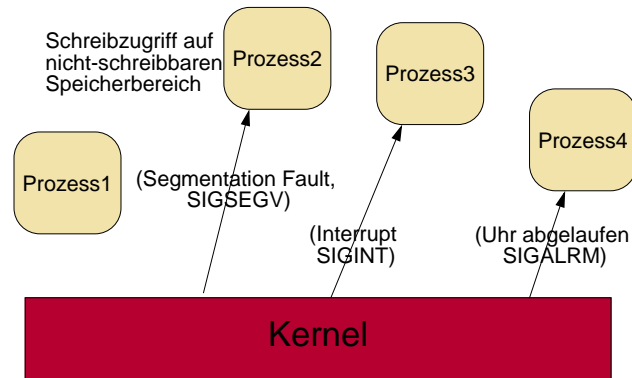 Schreibzugriff auf
nicht-schreibbaren
Speicherbereich
Prozess2
Prozess3
Prozess4
Prozess1
(Segmentation Fault,
SIGSEGV)
(Interrupt
SIGINT)
(Uhr abgelaufen
SIGALRM)
Kernel